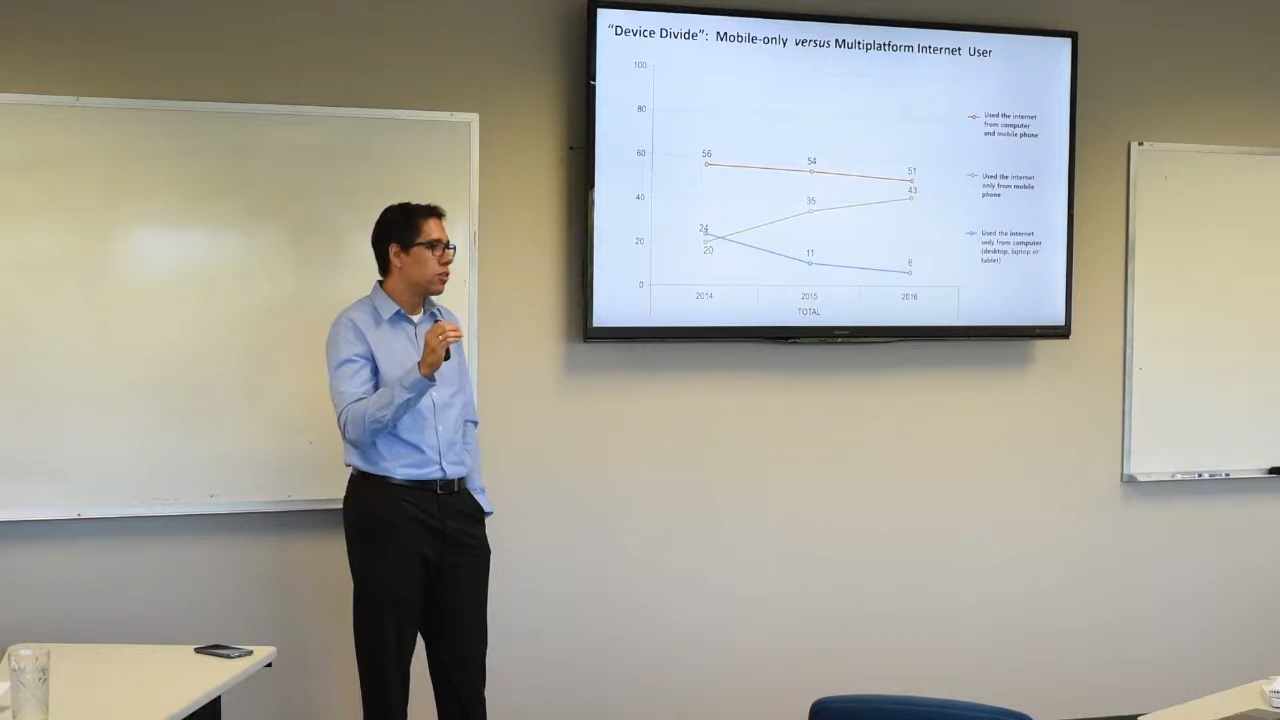 “Device Divide”: Mobile-only versus Multiplatform Internet User
100
80
60
40
20
0
56
54
51
43
35
24
20
11
6
2014
2015
2016
TOTAL
Used the internet
from computer
and mobile phone
Used the internet
only from mobile
phone
Used the internet
only from computer
(desktop, laptop or
tablet)